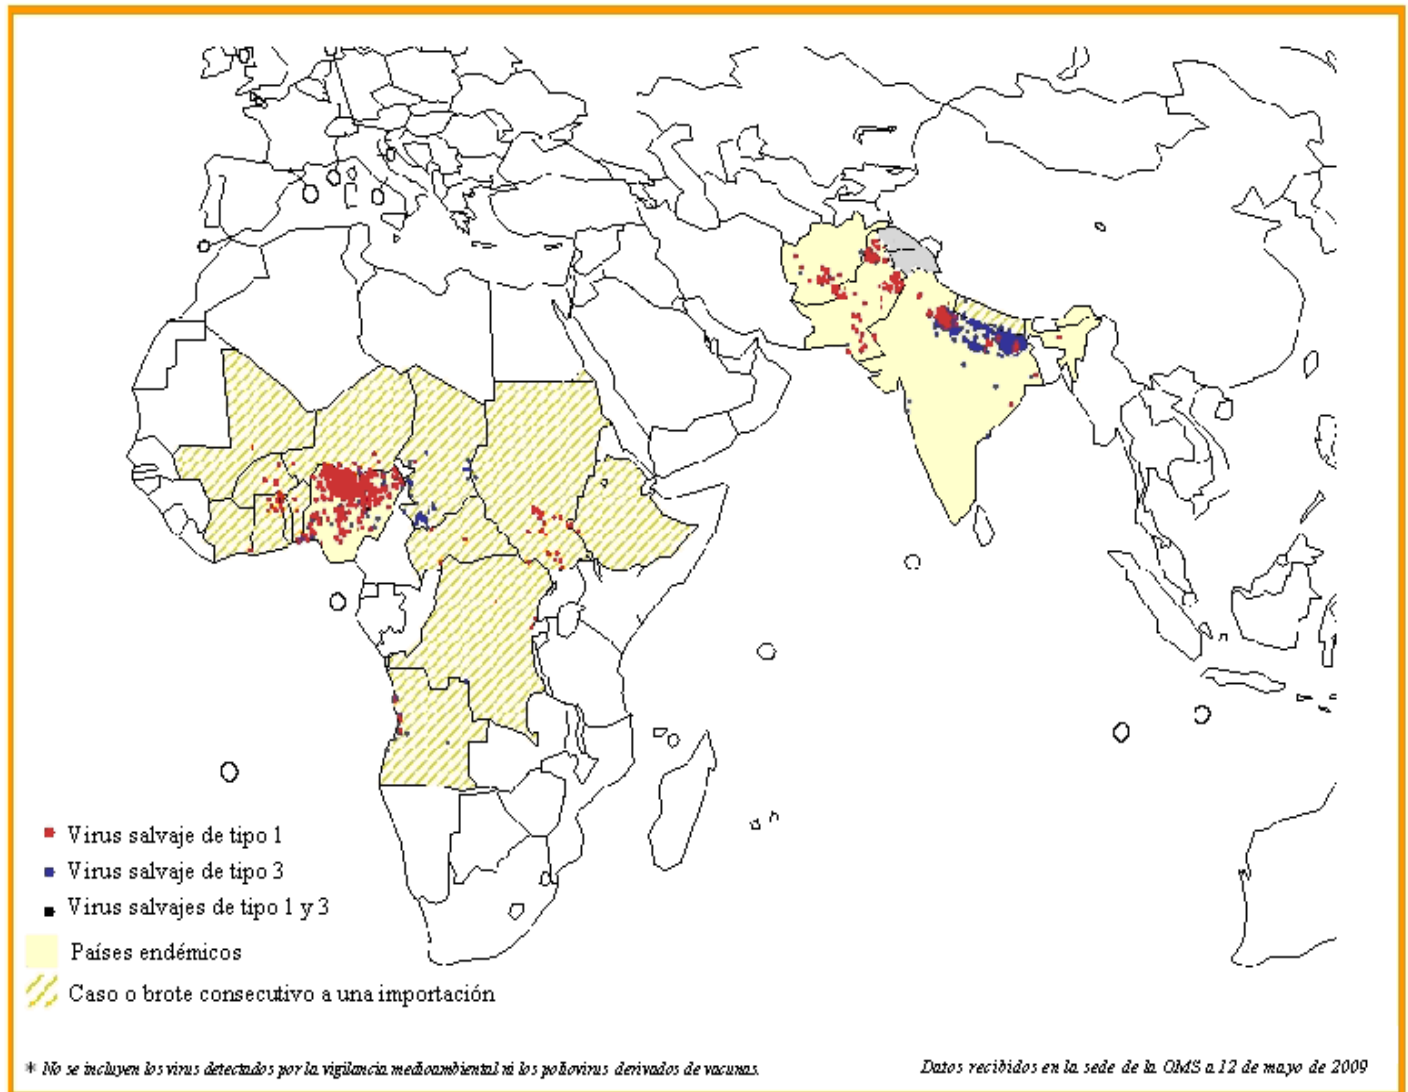 Virus salvaje de tipo 1
Virus salvaje de tipo 3
Virus salvajes de tipo 1 y 3
Países endémicos
Caso o brote consecutivo a una importación
* No se incluyen los virus detectados por la vigilancia medioambiental ni los poliovirus derivados de vacunas.
Datos recibidos en la sede de la OMS a 12 de mayo de 2009